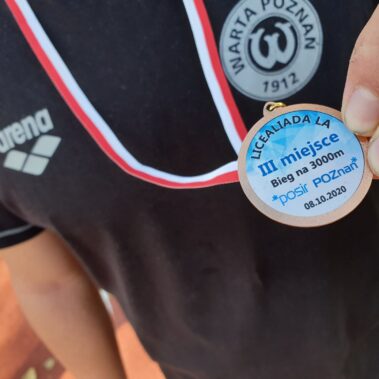 WARTA POZNAŃ
1912
arena
LICEALIADA LA
III miejsce
Bieg na 3000m
posir POZnań*
08.10.2020